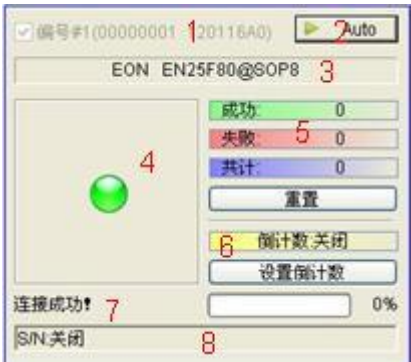 编号#1(00000001 1 20116A0) 2 Auto
EON EN25F80@SOP8 3
4
成功: 0
失败: 5 0
共计: 0
重置
6 倒计数:关闭
设置倒计数
连接成功! 7 0%
S/N:关闭 8